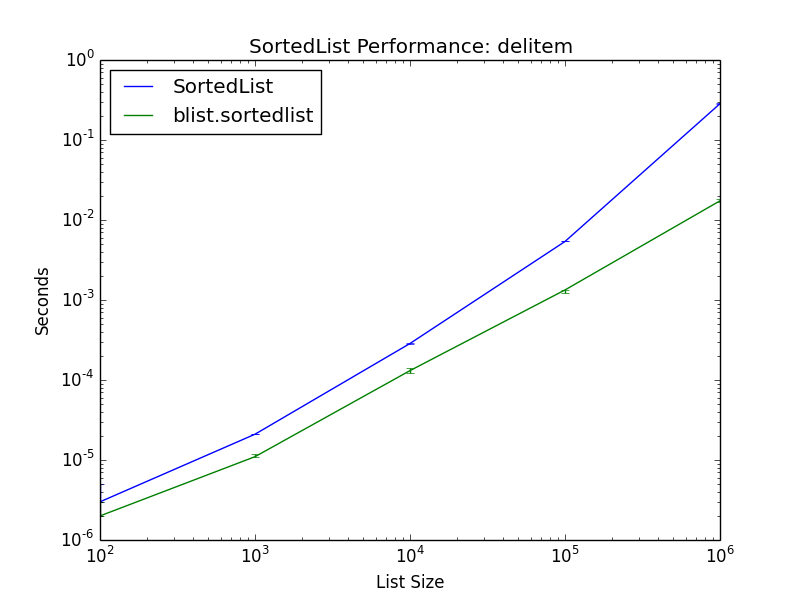 SortedList Performance: delitem
SortedList
blist.sortedlist
10^0
10^-1
10^-2
10^-3
10^-4
10^-5
10^-6
Seconds
10^2 10^3 10^4 10^5 10^6
List Size